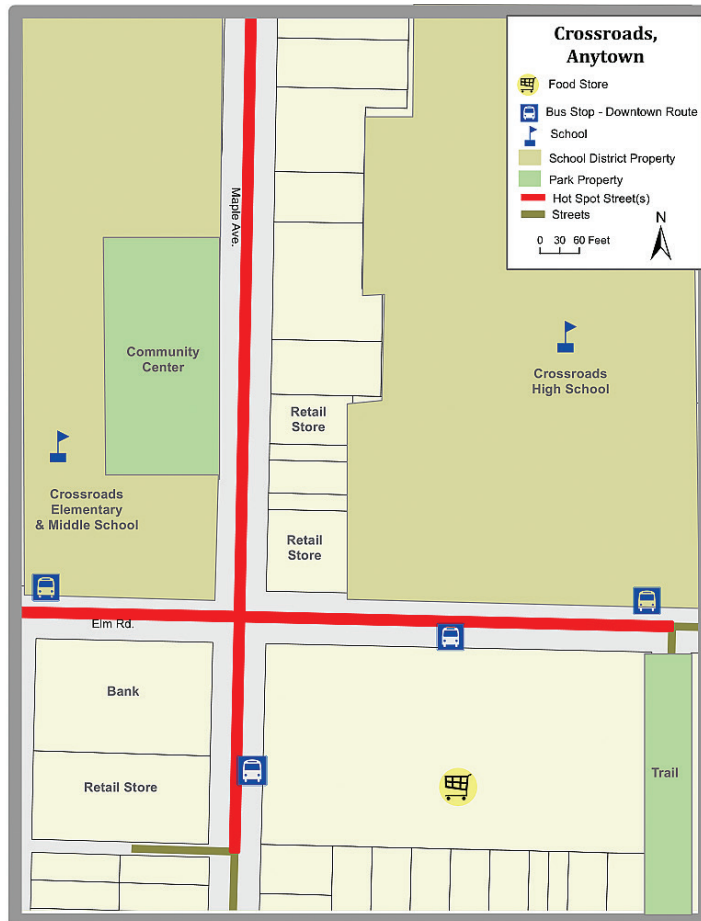 Crossroads,
Anytown
Food Store
Bus Stop - Downtown Route
School
School District Property
Park Property
Hot Spot Street(s)
Streets
0 30 60 Feet
N
Maple Ave.
Community
Center
Crossroads
High School
Retail
Store
Crossroads
Elementary
& Middle School
Retail
Store
Elm Rd.
Bank
Retail Store
Trail